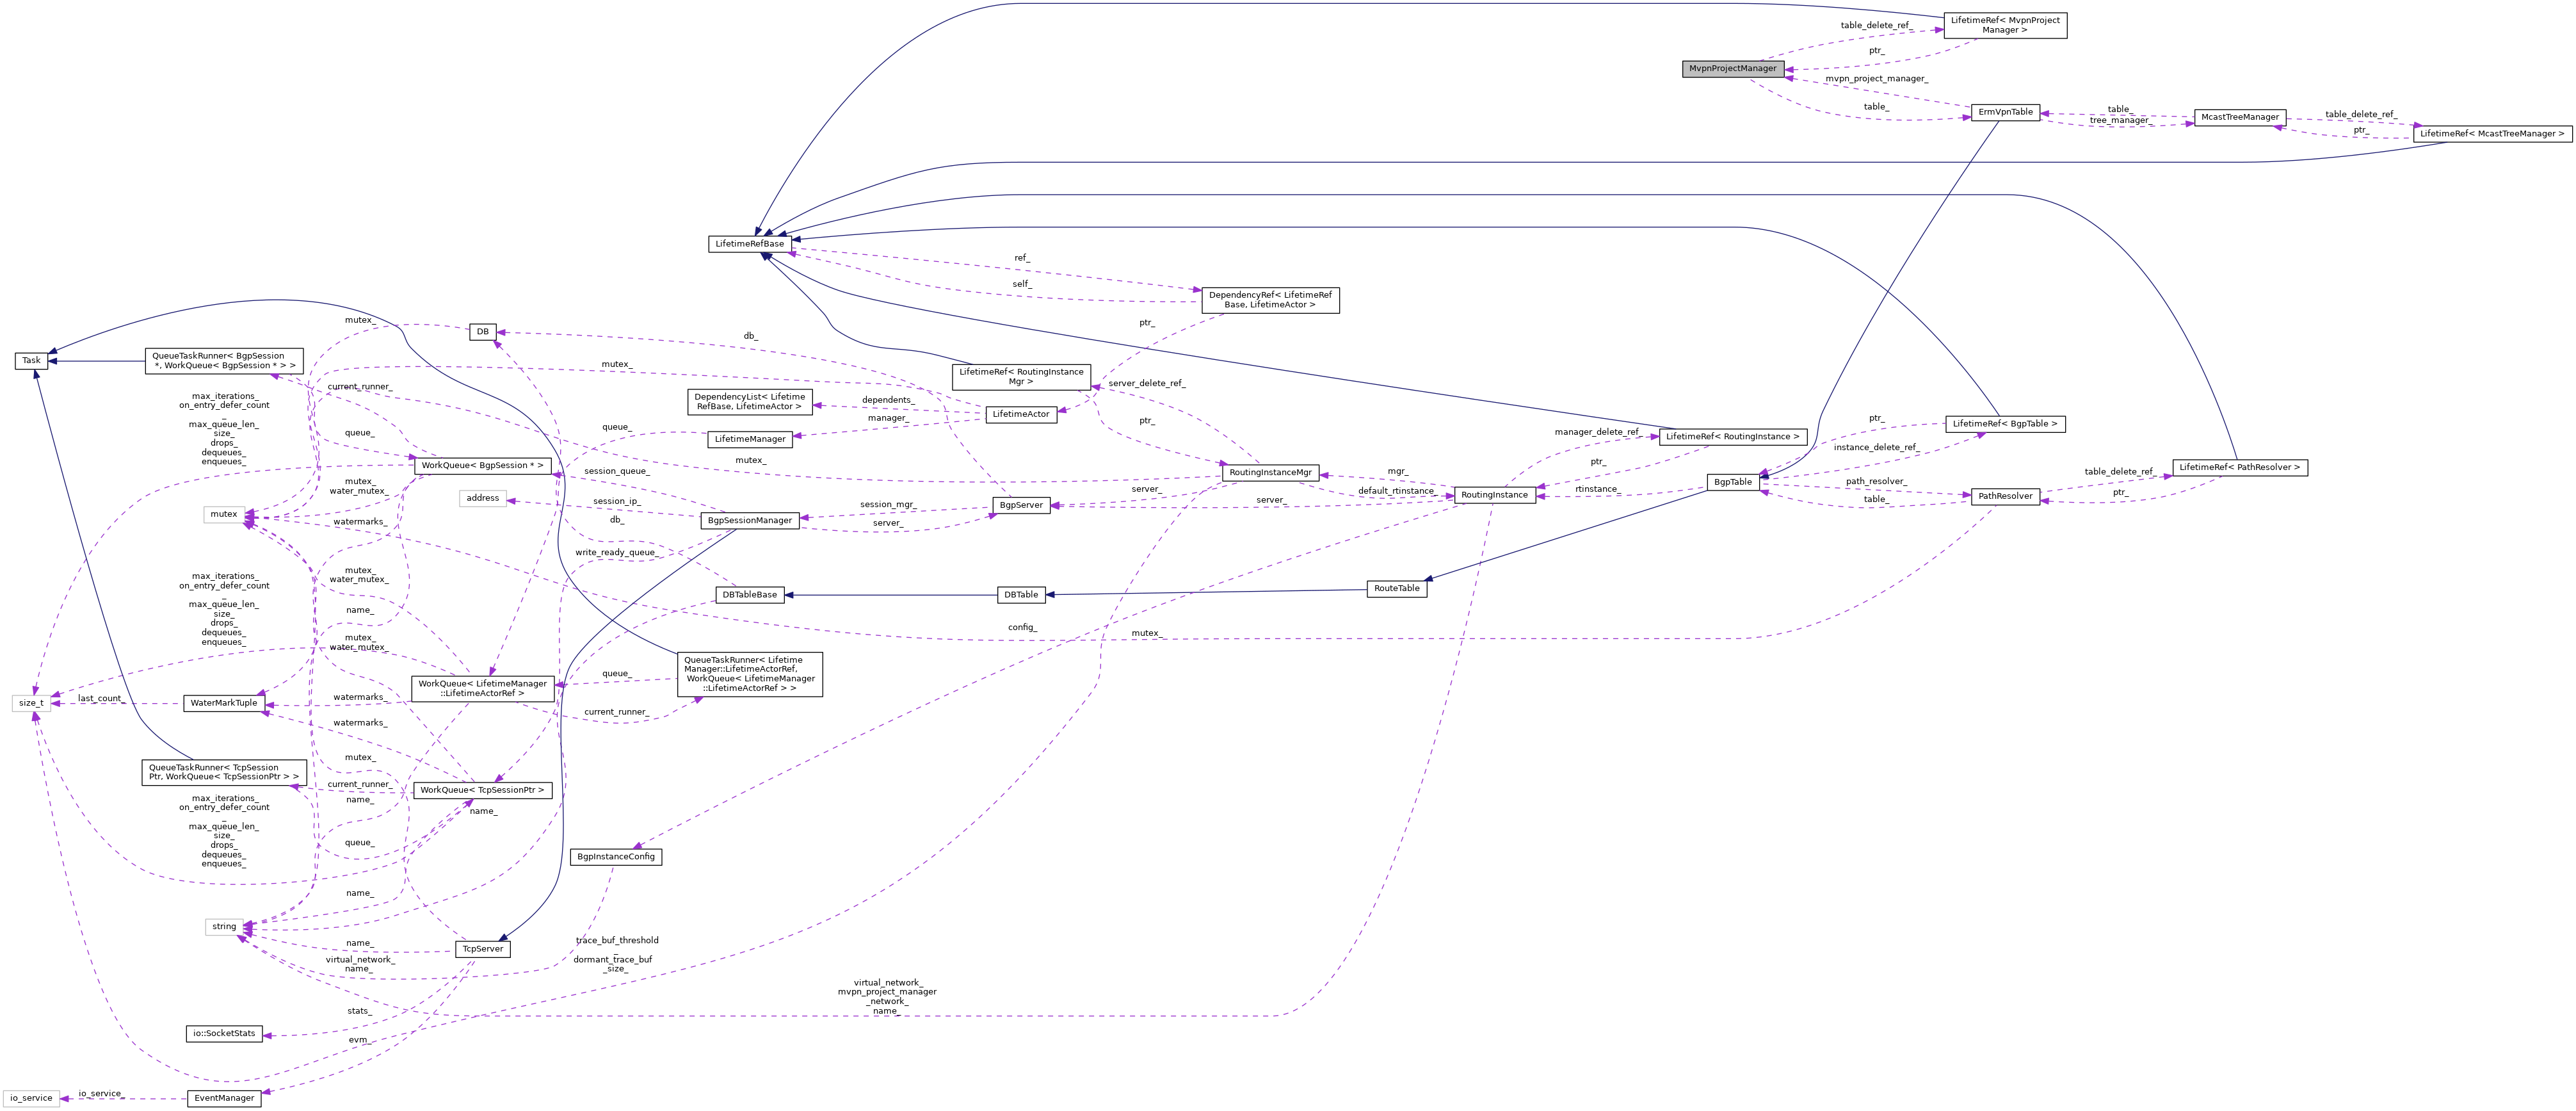 LifetimeRef< MvpnProject
Manager >
table_delete_ref_
ptr_
MvpnProjectManager
mvpn_project_manager_
table_
ErmVpnTable
table_
tree_manager_
McastTreeManager
table_delete_ref_
ptr_
LifetimeRef< McastTreeManager >
LifetimeRefBase
ref_
self_
DependencyRef< LifetimeRef
Base, LifetimeActor >
ptr_
mutex_
DB
db_
Task
QueueTaskRunner< BgpSession
*, WorkQueue< BgpSession * > >
mutex_
LifetimeRef< RoutingInstance
Mgr >
server_delete_ref_
current_runner_
DependencyList< Lifetime
RefBase, LifetimeActor >
dependents_
LifetimeActor
manager_
ptr_
max_iterations_
on_entry_defer_count
_
max_queue_len_
size_
drops_
dequeues_
enqueues_
queue_
queue_
LifetimeManager
manager_delete_ref_
LifetimeRef< RoutingInstance >
ptr_
LifetimeRef< BgpTable >
instance_delete_ref_
mutex_
WorkQueue< BgpSession * >
session_queue_
RoutingInstanceMgr
mgr_
ptr_
LifetimeRef< PathResolver >
table_delete_ref_
ptr_
mutex_
water_mutex_
address
session_ip_
session_mgr_
server_
default_rtinstance_
RoutingInstance
rtinstance_
BgpTable
path_resolver_
table_
PathResolver
mutex
watermarks_
db_
BgpSessionManager
server_
BgpServer
server_
write_ready_queue_
mutex_
water_mutex_
max_iterations_
on_entry_defer_count
_
max_queue_len_
size_
drops_
dequeues_
enqueues_
name_
DBTableBase
DBTable
RouteTable
config_
mutex_
mutex_
water_mutex_
QueueTaskRunner< Lifetime
Manager::LifetimeActorRef,
WorkQueue< LifetimeManager
::LifetimeActorRef > >
queue_
current_runner_
WorkQueue< LifetimeManager
::LifetimeActorRef >
watermarks_
size_t
last_count_
WaterMarkTuple
watermarks_
mutex_
QueueTaskRunner< TcpSession
Ptr, WorkQueue< TcpSessionPtr > >
current_runner_
WorkQueue< TcpSessionPtr >
name_
name_
max_iterations_
on_entry_defer_count
_
max_queue_len_
size_
drops_
dequeues_
enqueues_
queue_
BgpInstanceConfig
name_
string
name_
TcpServer
virtual_network_
name_
trace_buf_threshold
_
dormant_trace_buf
_size_
virtual_network_
mvpn_project_manager
_network_
name_
stats_
io::SocketStats
evm_
io_service
io_service_
EventManager